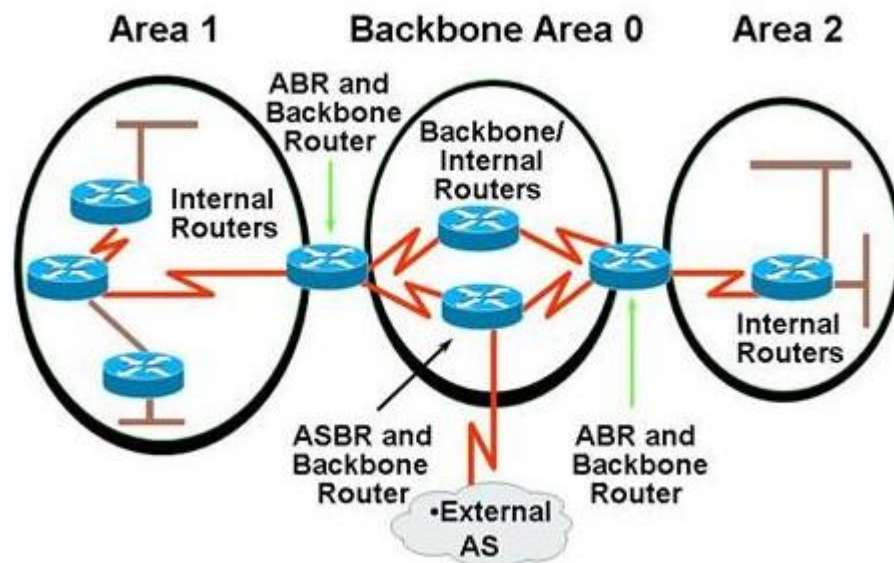 Area 1
Backbone Area 0
Area 2
ABR and
Backbone
Router
Backbone/
Internal
Routers
Internal
Routers
Internal
Routers
ASBR and
Backbone
Router
ABR and
Backbone
Router
•External
AS